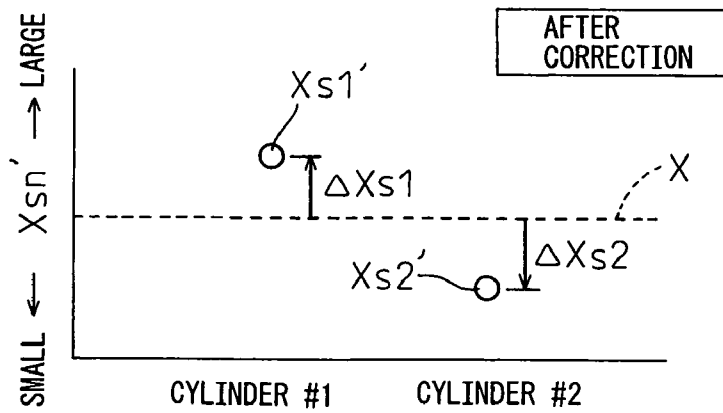 AFTER
CORRECTION
SMALL ← Xsn′ → LARGE
Xs1′
ΔXs1
X
ΔXs2
Xs2′
CYLINDER #1
CYLINDER #2